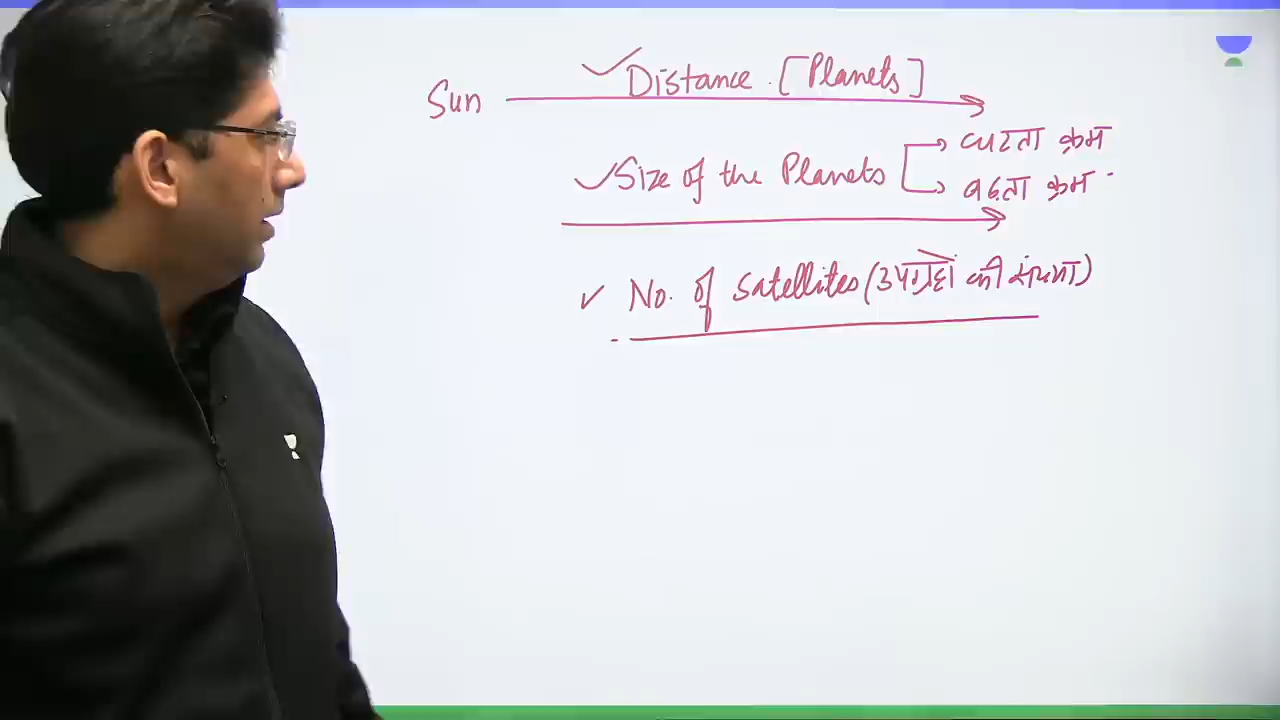 Distance. [Planets]
Sun
Size of the Planets
घटता क्रम
बढ़ता क्रम
No. of satellites (उपग्रहों की संख्या)